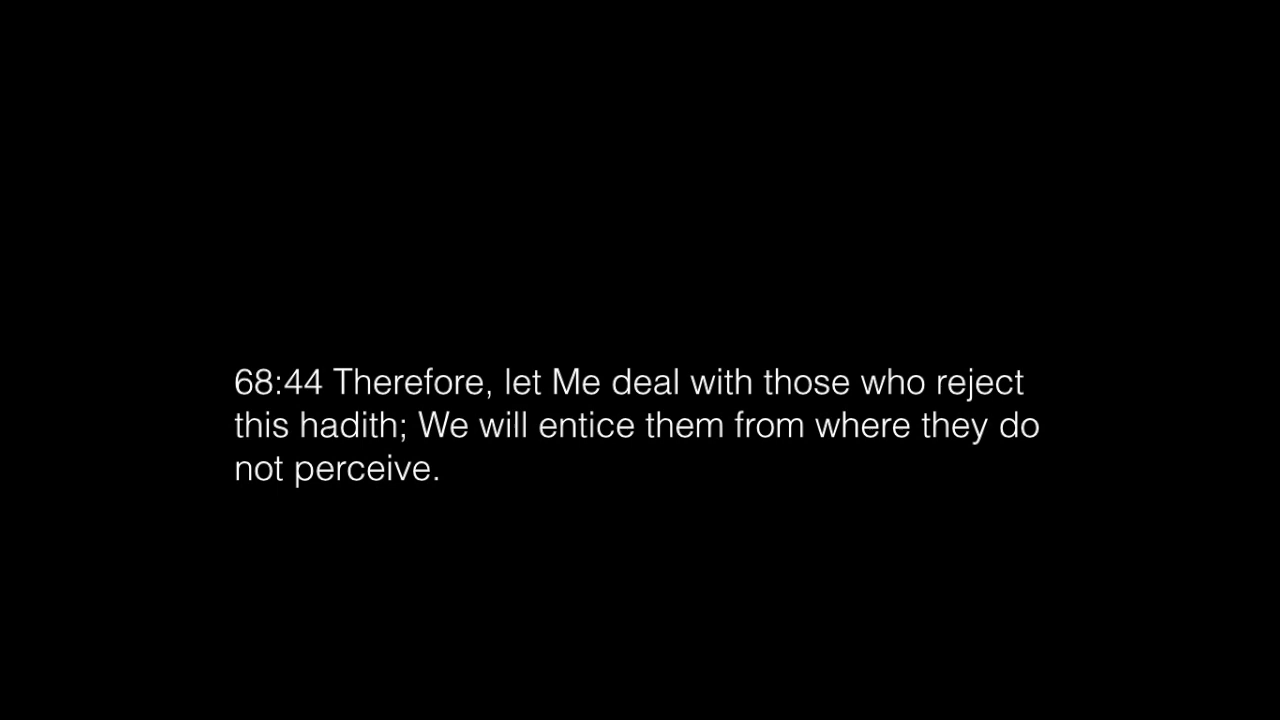 68:44 Therefore, let Me deal with those who reject
this hadith; We will entice them from where they do
not perceive.